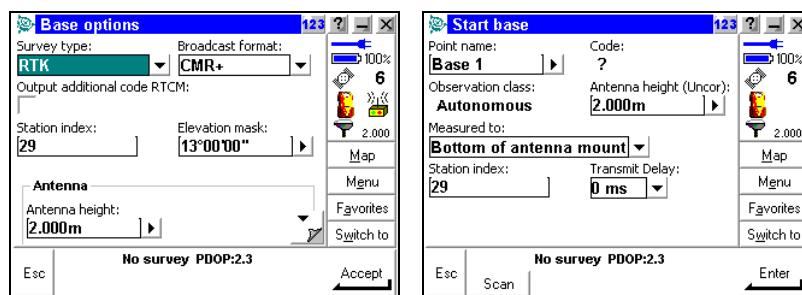 Base options 123 ? – X
Survey type: Broadcast format:
RTK CMR+
Output additional code RTCM:
Station index: Elevation mask:
29 13°00'00"
Antenna
Antenna height:
2.000m
100%
6
2.000
Map
Menu
Favorites
Switch to
Esc No survey PDOP:2.3 Accept
Start base 123 ? – X
Point name: Code:
Base 1 ?
Observation class: Antenna height (Uncor):
Autonomous 2.000m
Measured to:
Bottom of antenna mount
Station index: Transmit Delay:
29 0 ms
100%
6
2.000
Map
Menu
Favorites
Switch to
Esc Scan No survey PDOP:2.3 Enter